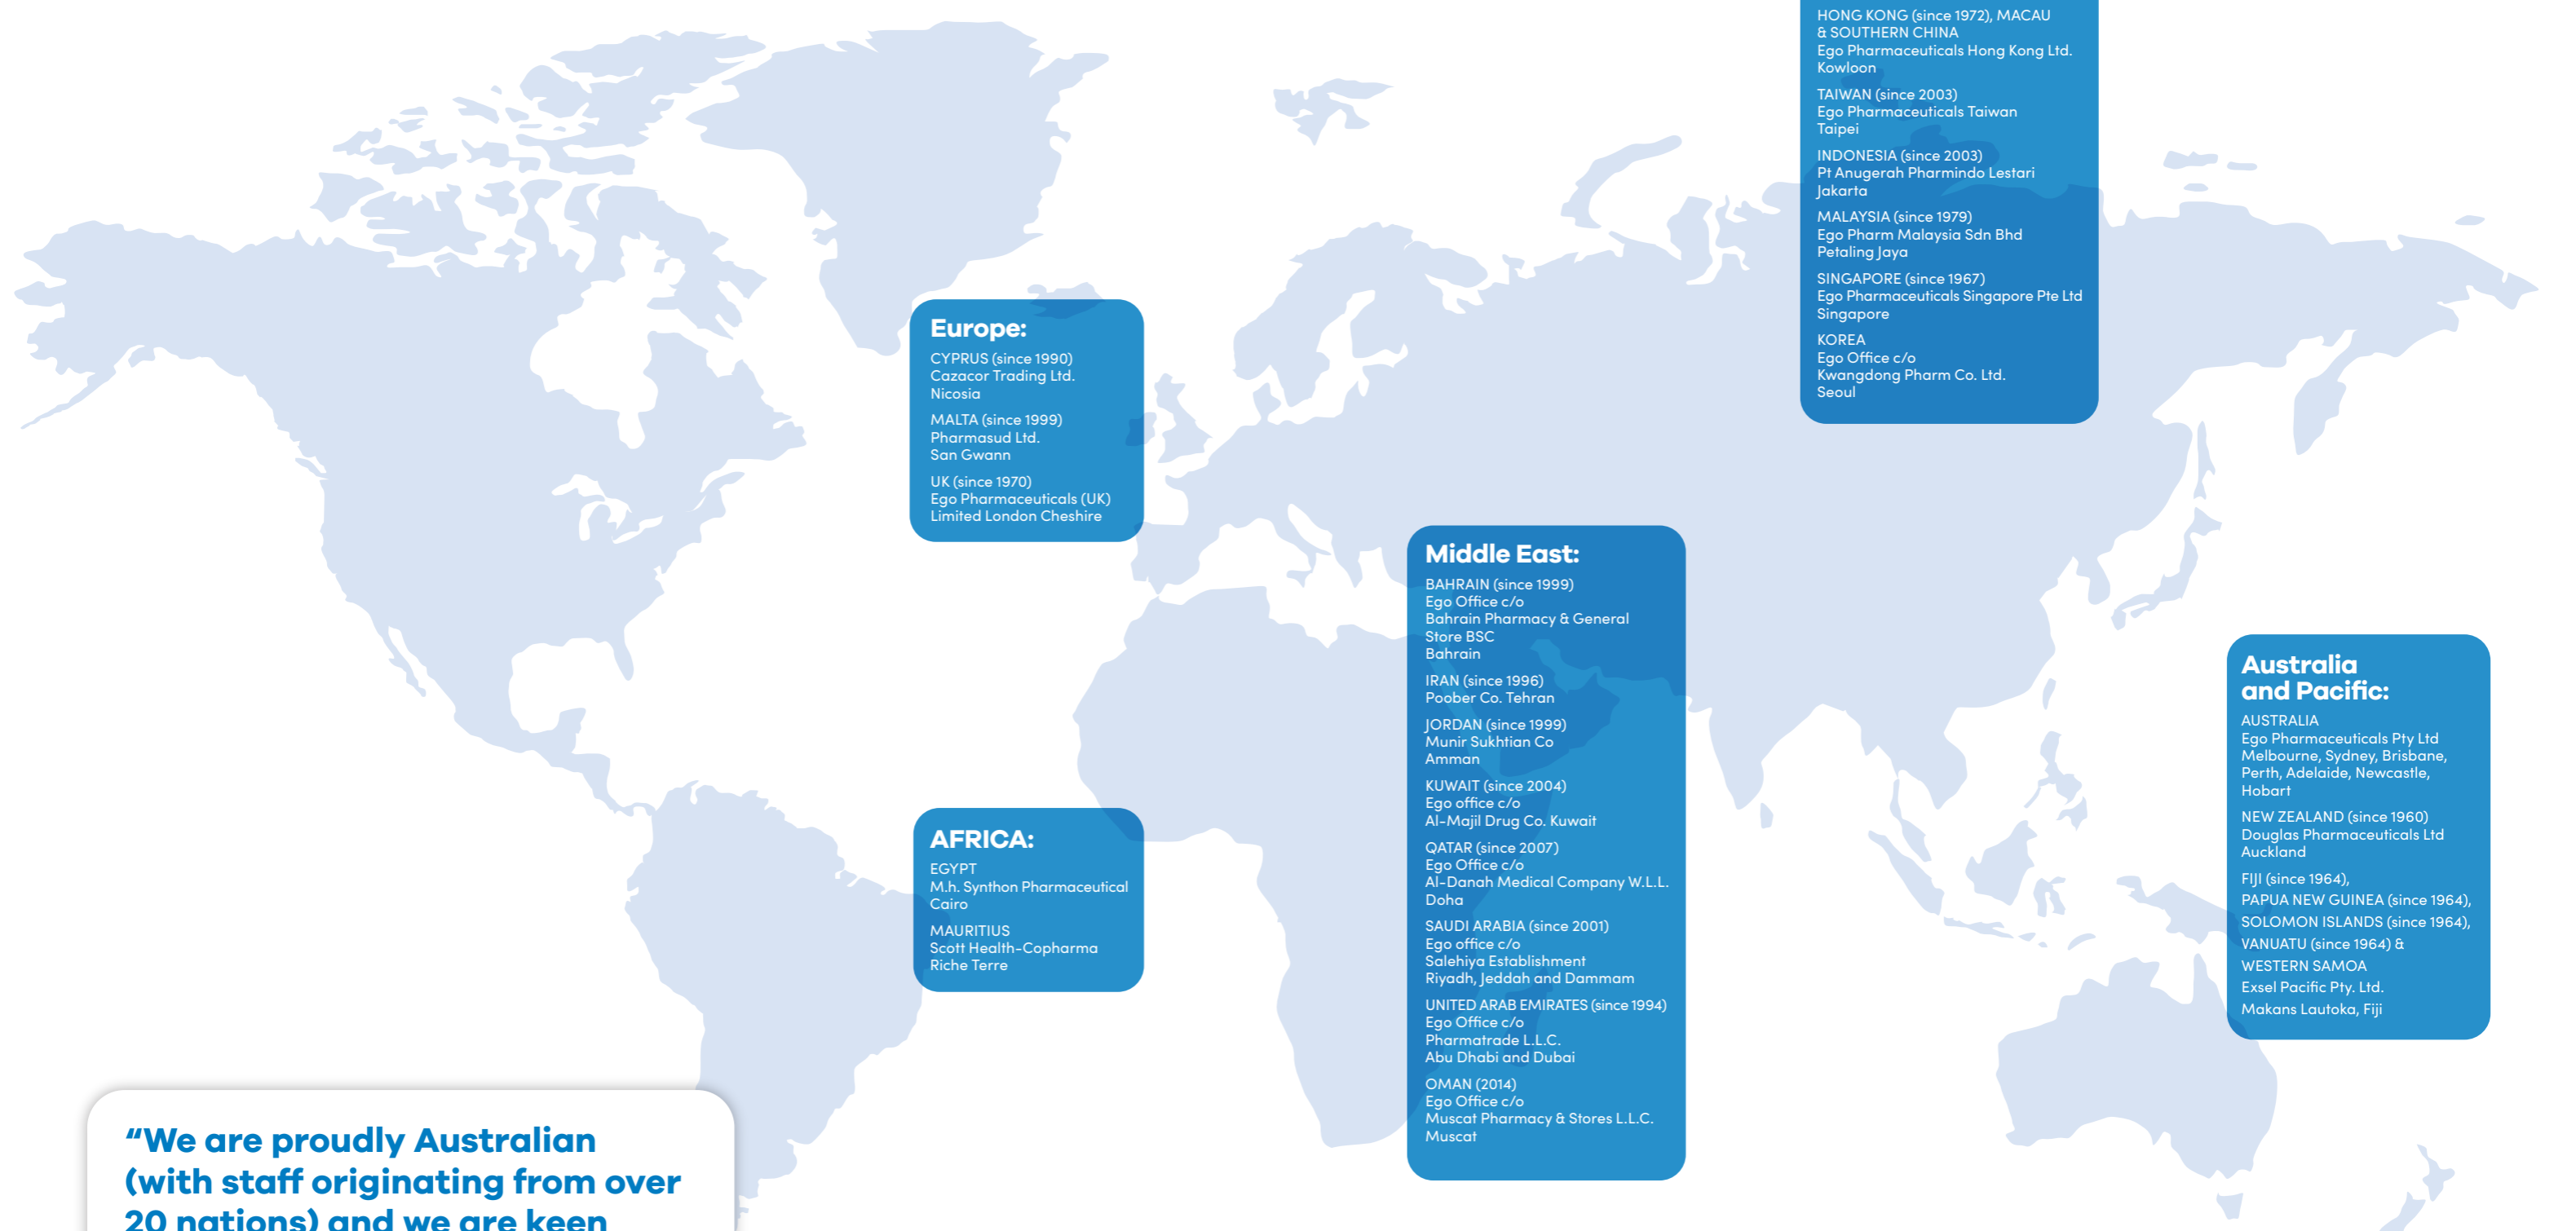 HONG KONG (since 1972), MACAU
& SOUTHERN CHINA
Ego Pharmaceuticals Hong Kong Ltd.
Kowloon
TAIWAN (since 2003)
Ego Pharmaceuticals Taiwan
Taipei
INDONESIA (since 2003)
Pt Anugerah Pharmindo Lestari
Jakarta
MALAYSIA (since 1979)
Ego Pharm Malaysia Sdn Bhd
Petaling Jaya
SINGAPORE (since 1967)
Ego Pharmaceuticals Singapore Pte Ltd
Singapore
KOREA
Ego Office c/o
Kwangdong Pharm Co. Ltd.
Seoul
Europe:
CYPRUS (since 1990)
Cazacor Trading Ltd.
Nicosia
MALTA (since 1999)
Pharmasud Ltd.
San Gwann
UK (since 1970)
Ego Pharmaceuticals (UK)
Limited London Cheshire
Middle East:
BAHRAIN (since 1999)
Ego Office c/o
Bahrain Pharmacy & General
Store BSC
Bahrain
IRAN (since 1996)
Poober Co. Tehran
JORDAN (since 1999)
Munir Sukhtian Co
Amman
KUWAIT (since 2004)
Ego office c/o
Al-Majil Drug Co. Kuwait
QATAR (since 2007)
Ego Office c/o
Al-Danah Medical Company W.L.L.
Doha
SAUDI ARABIA (since 2001)
Ego office c/o
Salehiya Establishment
Riyadh, Jeddah and Dammam
UNITED ARAB EMIRATES (since 1994)
Ego Office c/o
Pharmatrade L.L.C.
Abu Dhabi and Dubai
OMAN (2014)
Ego Office c/o
Muscat Pharmacy & Stores L.L.C.
Muscat
Australia
and Pacific:
AUSTRALIA
Ego Pharmaceuticals Pty Ltd
Melbourne, Sydney, Brisbane,
Perth, Adelaide, Newcastle,
Hobart
NEW ZEALAND (since 1960)
Douglas Pharmaceuticals Ltd
Auckland
FIJI (since 1964),
PAPUA NEW GUINEA (since 1964),
SOLOMON ISLANDS (since 1964),
VANUATU (since 1964) &
WESTERN SAMOA
Exsel Pacific Pty. Ltd.
Makans Lautoka, Fiji
AFRICA:
EGYPT
M.h. Synthon Pharmaceutical
Cairo
MAURITIUS
Scott Health-Copharma
Riche Terre
“We are proudly Australian
(with staff originating from over
20 nations) and we are keen